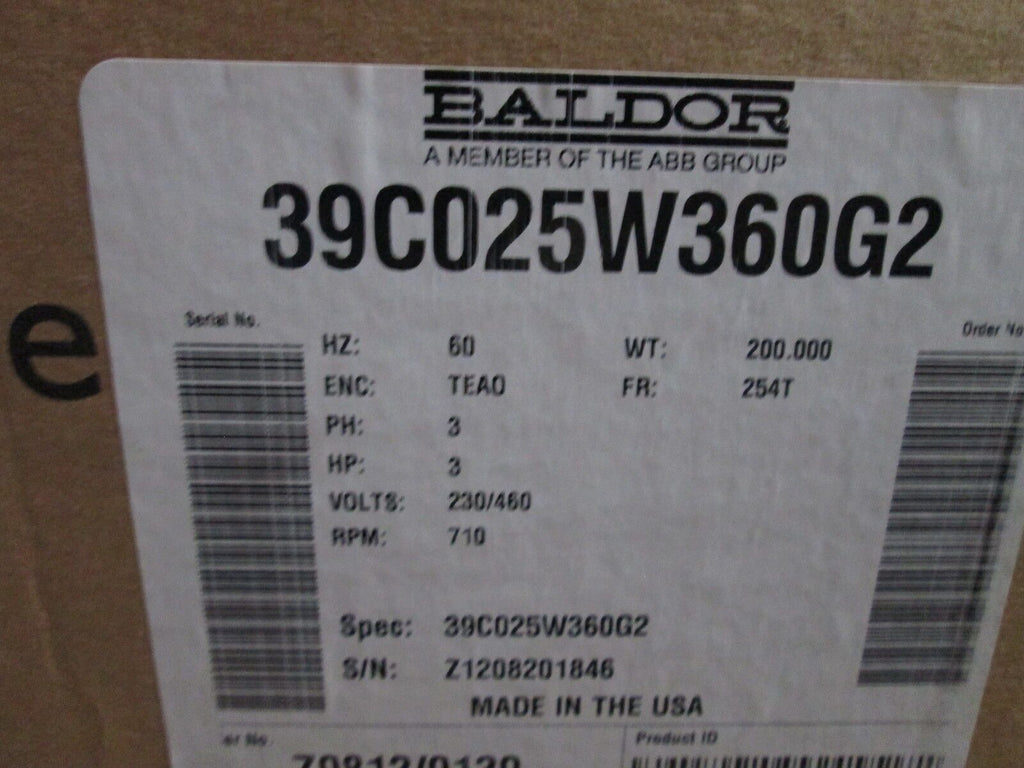 BALDOR
A MEMBER OF THE ABB GROUP
39C025W360G2
e
Serial No.
Order No
HZ: 60 WT: 200.000
ENC: TEAO FR: 254T
PH: 3
HP: 3
VOLTS: 230/460
RPM: 710
Spec: 39C025W360G2
S/N: Z1208201846
MADE IN THE USA
er No.
Product ID